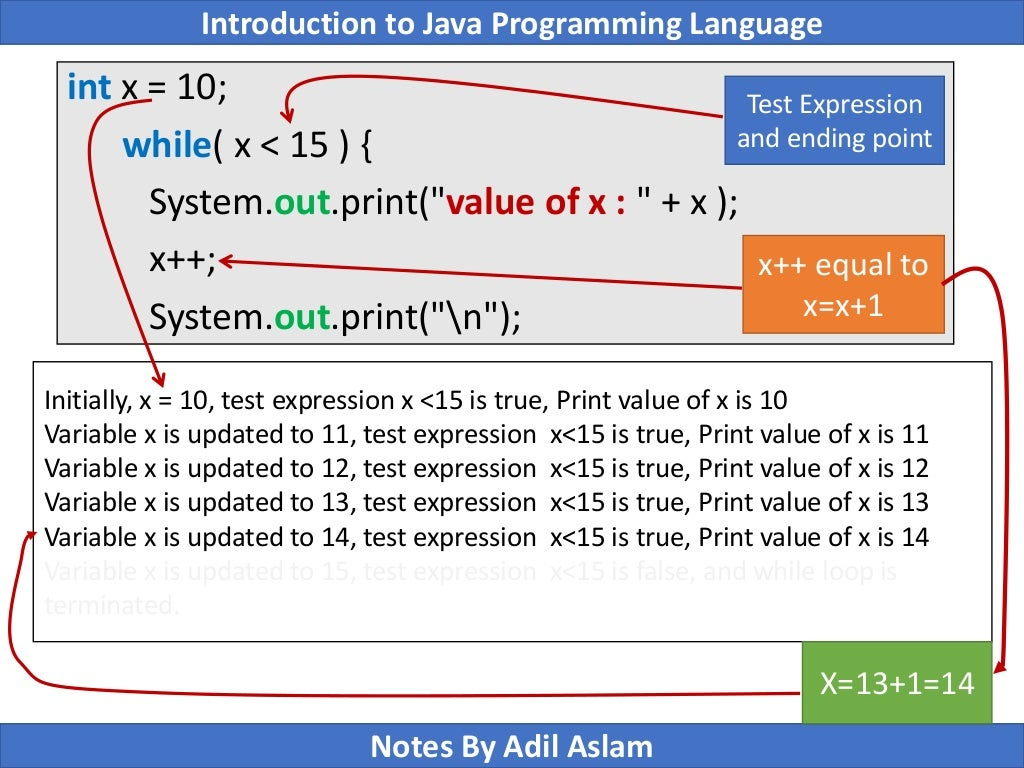 Introduction to Java Programming Language
int x = 10;
while( x < 15 ) {
System.out.print("value of x : " + x );
x++;
System.out.print("\n");
Test Expression
and ending point
x++ equal to
x=x+1
Initially, x = 10, test expression x <15 is true, Print value of x is 10
Variable x is updated to 11, test expression x<15 is true, Print value of x is 11
Variable x is updated to 12, test expression x<15 is true, Print value of x is 12
Variable x is updated to 13, test expression x<15 is true, Print value of x is 13
Variable x is updated to 14, test expression x<15 is true, Print value of x is 14
Variable x is updated to 15, test expression x<15 is false, and while loop is
terminated.
X=13+1=14
Notes By Adil Aslam